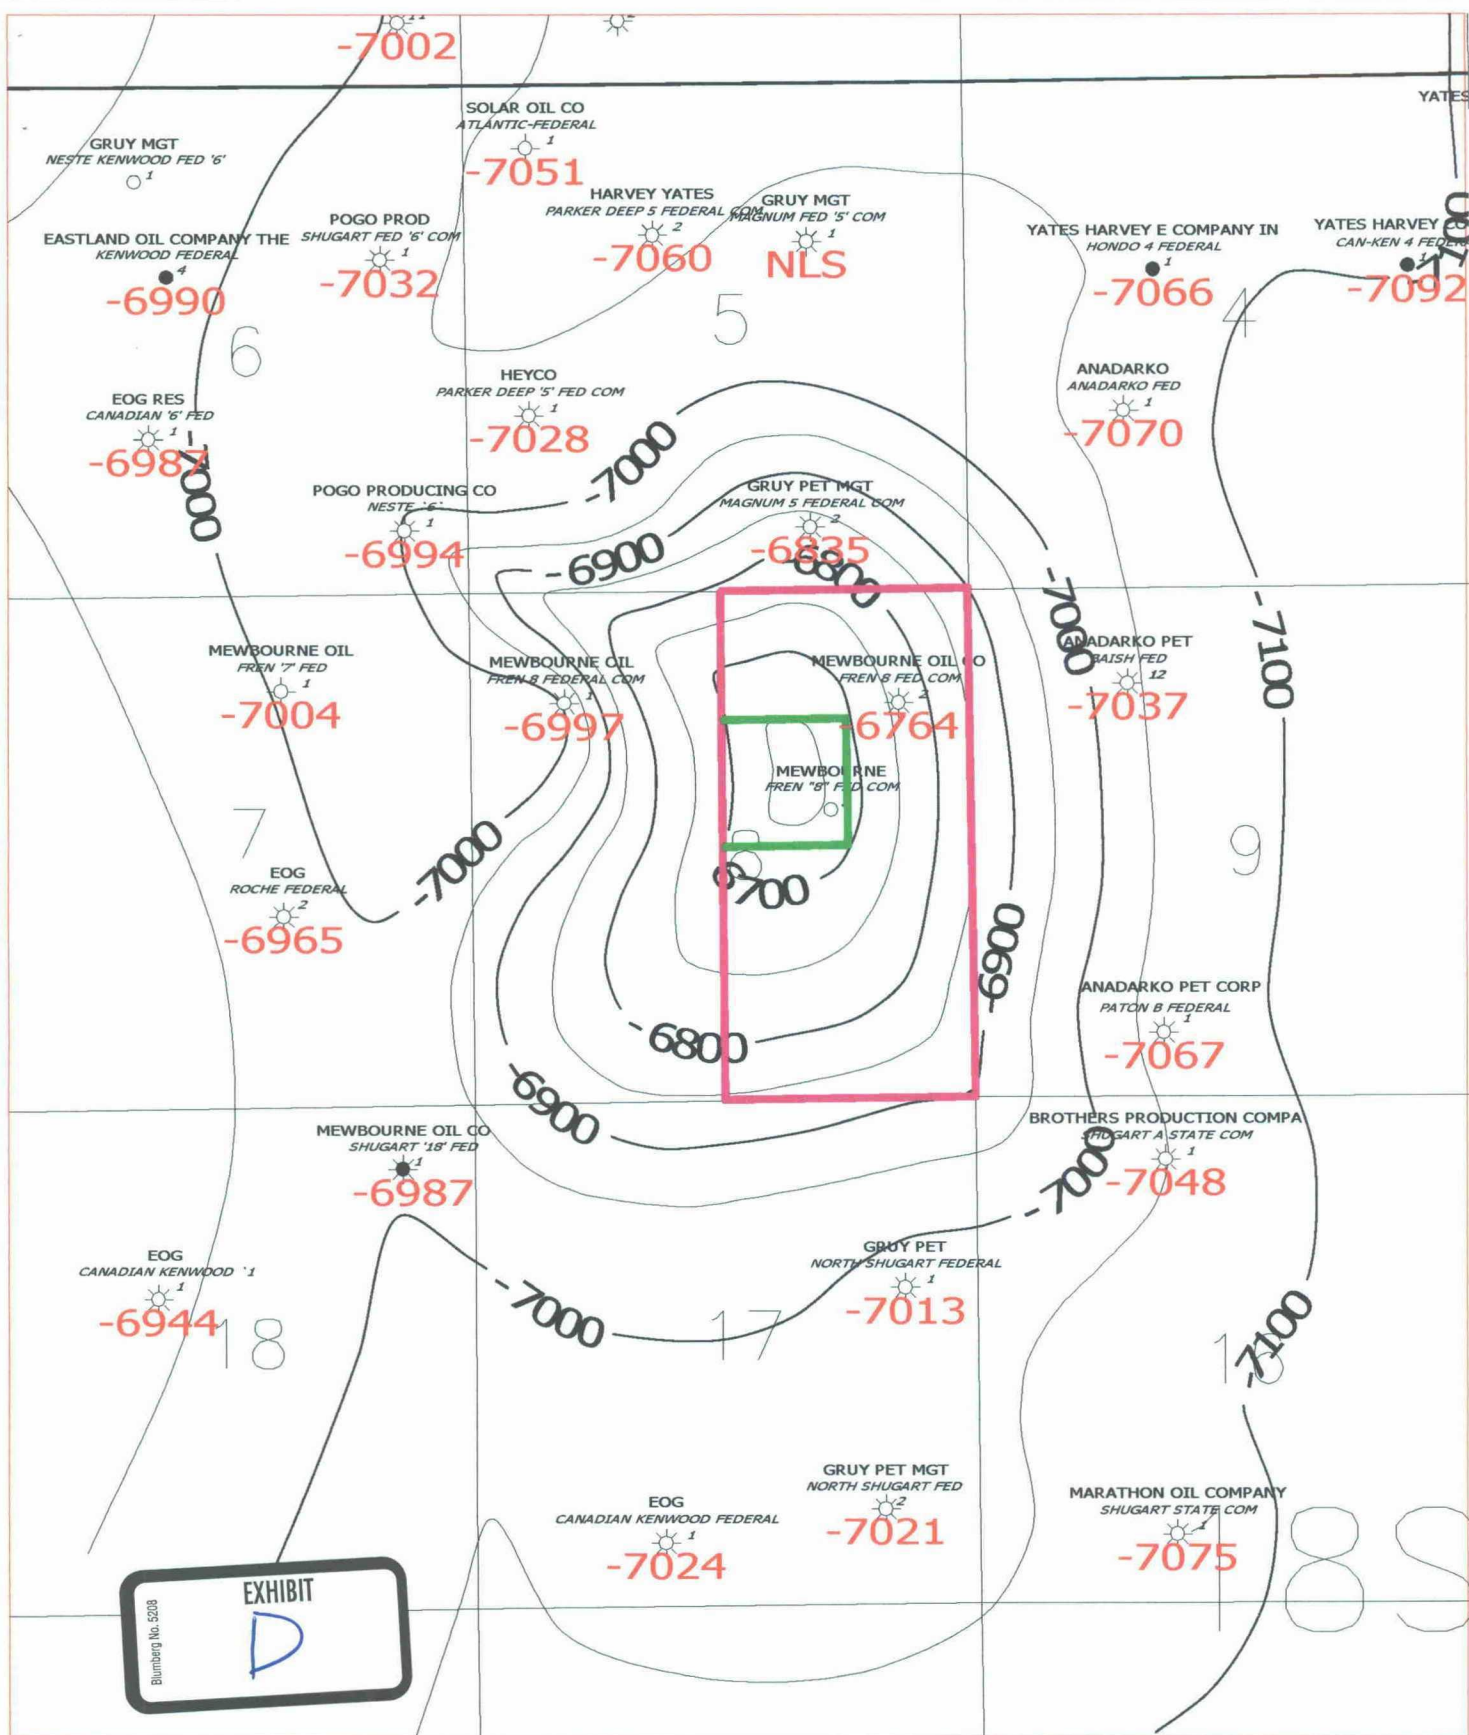 11
-7002
2
YATES
SOLAR OIL CO
ATLANTIC-FEDERAL
1
-7051
GRUY MGT
NESTE KENWOOD FED '6'
1
HARVEY YATES
PARKER DEEP 5 FEDERAL COM
2
-7060
GRUY MGT
MAGNUM FED '5' COM
1
NLS
POGO PROD
SHUGART FED '6' COM
1
-7032
EASTLAND OIL COMPANY THE
KENWOOD FEDERAL
4
-6990
YATES HARVEY E COMPANY IN
HONDO 4 FEDERAL
1
-7066
YATES HARVEY CO
CAN-KEN 4 FEDER
1
-7092
-7100
6
5
4
HEYCO
PARKER DEEP '5' FED COM
1
-7028
ANADARKO
ANADARKO FED
1
-7070
EOG RES
CANADIAN '6' FED
1
-6987
-7000
-7000
POGO PRODUCING CO
NESTE '6'
1
-6994
GRUY PET MGT
MAGNUM 5 FEDERAL COM
2
-6835
-6900
-6800
-7000
-7100
MEWBOURNE OIL
FREN '7' FED
1
-7004
MEWBOURNE OIL
FREN 8 FEDERAL COM
1
-6997
MEWBOURNE OIL CO
FREN 8 FED COM
2
-6764
ANADARKO PET
BAISH FED
12
-7037
MEWBOURNE
FREN "8" FED COM
7
8
9
-7000
6700
EOG
ROCHE FEDERAL
2
-6965
-6900
ANADARKO PET CORP
PATON B FEDERAL
1
-7067
-6800
-6900
MEWBOURNE OIL CO
SHUGART '18' FED
1
-6987
BROTHERS PRODUCTION COMPA
SHUGART A STATE COM
1
-7048
-7000
EOG
CANADIAN KENWOOD '1
1
-6944
GRUY PET
NORTH SHUGART FEDERAL
1
-7013
-7000
-7100
18
17
16
GRUY PET MGT
NORTH SHUGART FED
2
-7021
EOG
CANADIAN KENWOOD FEDERAL
1
-7024
MARATHON OIL COMPANY
SHUGART STATE COM
1
-7075
18S
EXHIBIT
D
Blumberg No. 5208